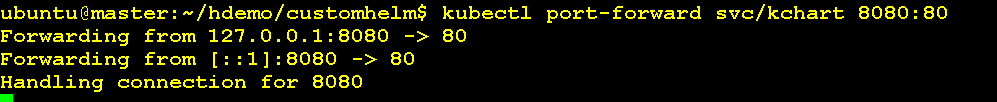 ubuntu@master:~/hdemo/customhelm$ kubectl port-forward svc/kchart 8080:80
Forwarding from 127.0.0.1:8080 -> 80
Forwarding from [::1]:8080 -> 80
Handling connection for 8080